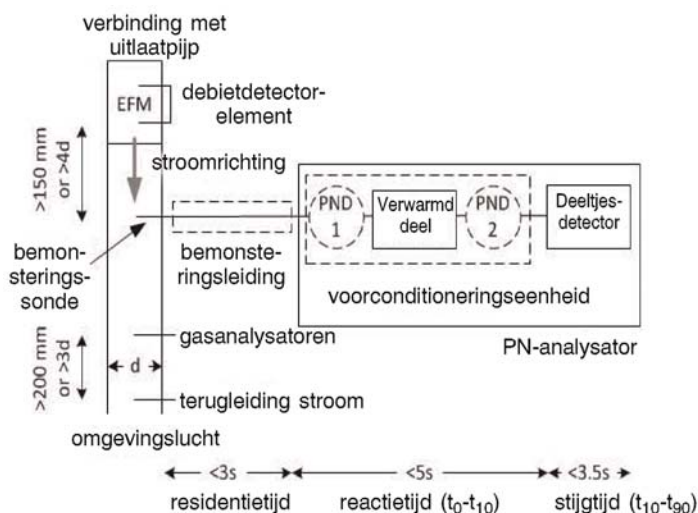 verbinding met
uitlaatpijp
EFM
debietdetector-
element
>150 mm
or >4d
stroomrichting
PND
1
Verwarmd
deel
PND
2
Deeltjes-
detector
bemon-
sterings-
sonde
bemonste-
ringsleiding
voorconditioneringseenheid
gasanalysatoren
PN-analysator
>200 mm
or >3d
d
terugleiding stroom
omgevingslucht
<3s
<5s
<3.5s
residentietijd
reactietijd (t0-t10)
stijgtijd (t10-t90)